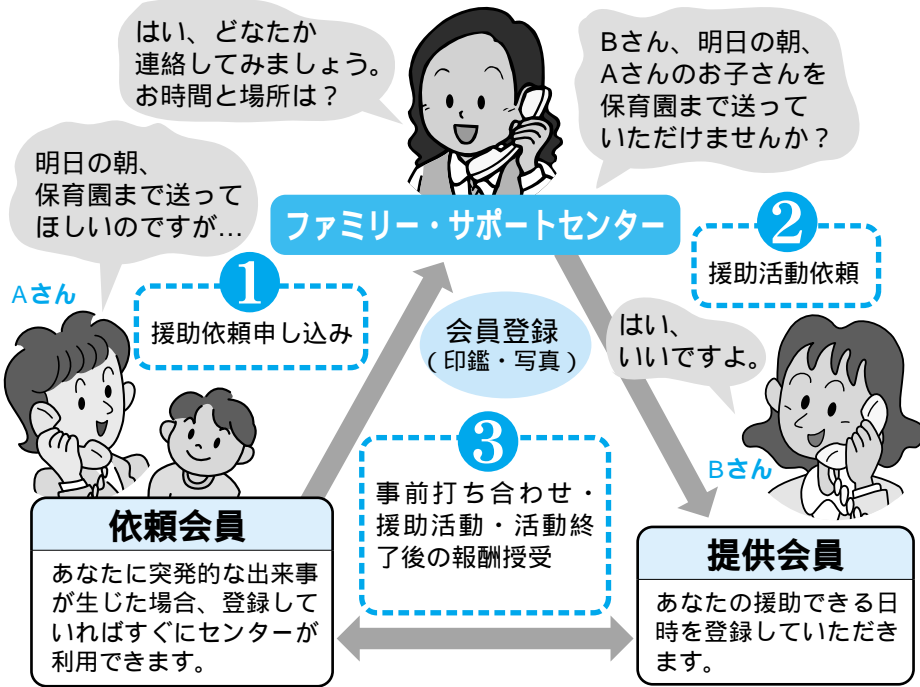 はい、どなたか
連絡してみましょう。
お時間と場所は？
Bさん、明日の朝、
Aさんのお子さんを
保育園まで送って
いただけませんか？
明日の朝、
保育園まで送って
ほしいのですが…
ファミリー・サポートセンター
Aさん
1
援助依頼申し込み
2
援助活動依頼
会員登録
（印鑑・写真）
はい、
いいですよ。
Bさん
3
事前打ち合わせ・
援助活動・活動終
了後の報酬授受
依頼会員
あなたに突発的な出来事
が生じた場合、登録して
いればすぐにセンターが
利用できます。
提供会員
あなたの援助できる日
時を登録していただき
ます。